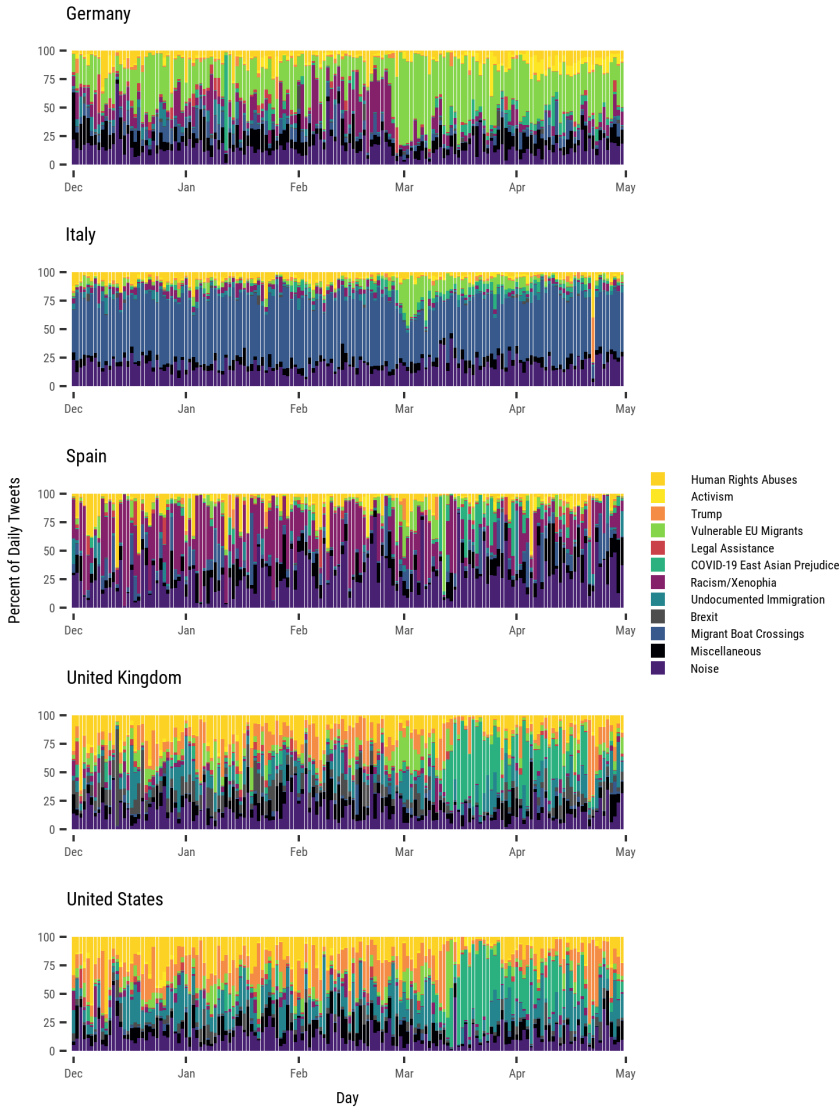 Germany
100
75
50
25
0
Dec Jan Feb Mar Apr May
Italy
100
75
50
25
0
Dec Jan Feb Mar Apr May
Spain
100
75
50
25
0
Dec Jan Feb Mar Apr May
United Kingdom
100
75
50
25
0
Dec Jan Feb Mar Apr May
United States
100
75
50
25
0
Dec Jan Feb Mar Apr May
Day
Percent of Daily Tweets
Human Rights Abuses
Activism
Trump
Vulnerable EU Migrants
Legal Assistance
COVID-19 East Asian Prejudice
Racism/Xenophia
Undocumented Immigration
Brexit
Migrant Boat Crossings
Miscellaneous
Noise